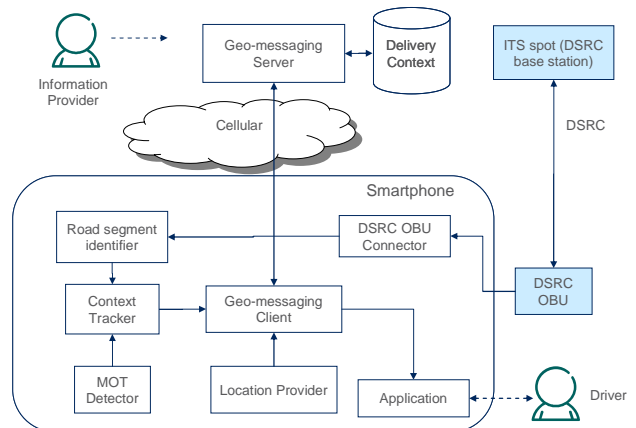 Information
Provider
Geo-messaging
Server
Delivery
Context
ITS spot (DSRC
base station)
Cellular
DSRC
Smartphone
Road segment
identifier
DSRC OBU
Connector
Context
Tracker
Geo-messaging
Client
DSRC
OBU
MOT
Detector
Location Provider
Application
Driver